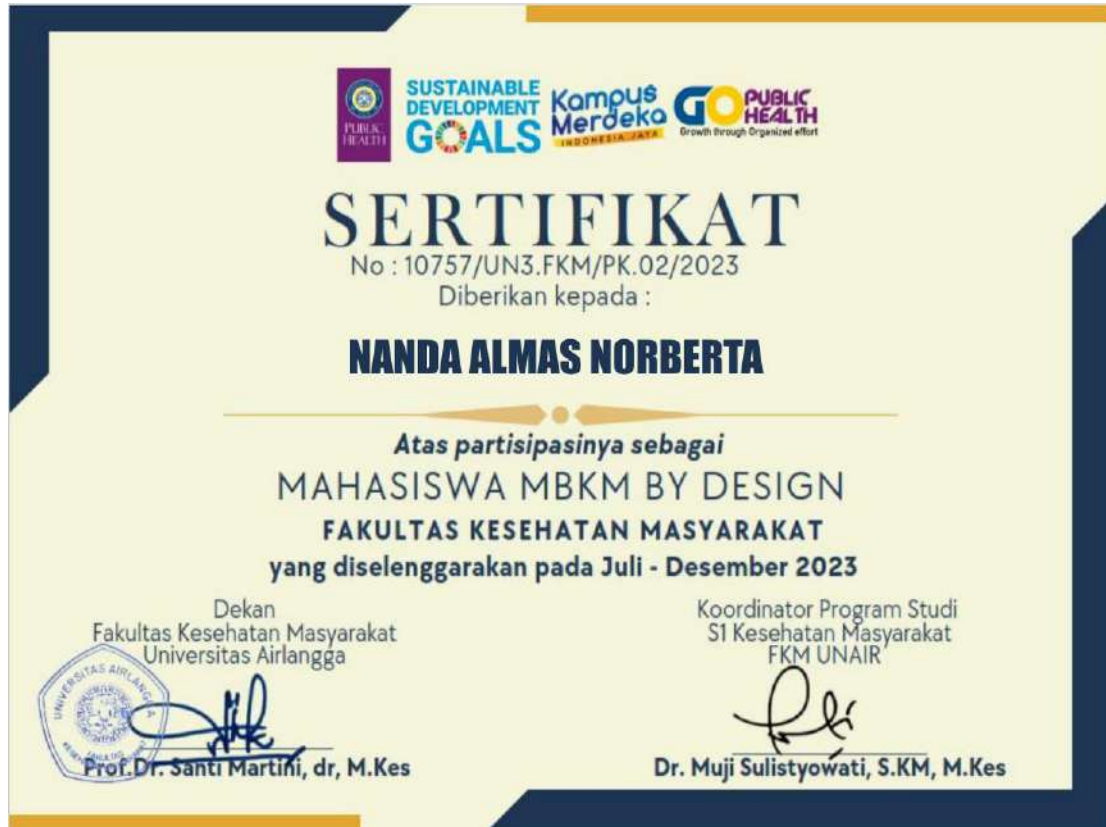 PUBLIC
HEALTH
SUSTAINABLE
DEVELOPMENT
GOALS
Kampus
Merdeka
INDONESIA JAYA
GO PUBLIC
HEALTH
Growth through Organized effort
SERTIFIKAT
No : 10757/UN3.FKM/PK.02/2023
Diberikan kepada :
NANDA ALMAS NORBERTA
Atas partisipasinya sebagai
MAHASISWA MBKM BY DESIGN
FAKULTAS KESEHATAN MASYARAKAT
yang diselenggarakan pada Juli - Desember 2023
Dekan
Fakultas Kesehatan Masyarakat
Universitas Airlangga
UNIVERSITAS AIRLANGGA
FAKULTAS
Prof.Dr. Santi Martini, dr, M.Kes
Koordinator Program Studi
S1 Kesehatan Masyarakat
FKM UNAIR
Dr. Muji Sulistyowati, S.KM, M.Kes